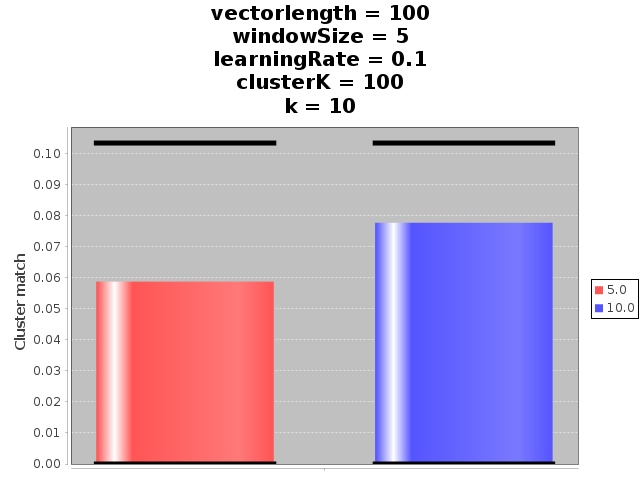 vectorlength = 100
windowSize = 5
learningRate = 0.1
clusterK = 100
k = 10
0.10
0.09
0.08
0.07
0.06
0.05
0.04
0.03
0.02
0.01
0.00
Cluster match
5.0
10.0